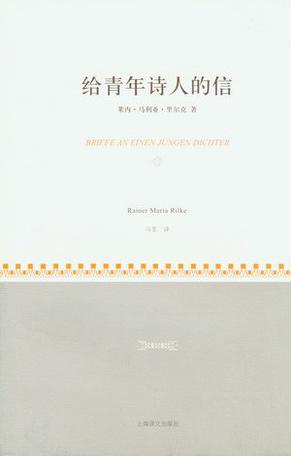 给青年诗人的信
莱内·马利亚·里尔克 著
BRIEFE AN EINEN JUNGEN DICHTER
Rainer Maria Rilke
冯至 译
上海译文出版社